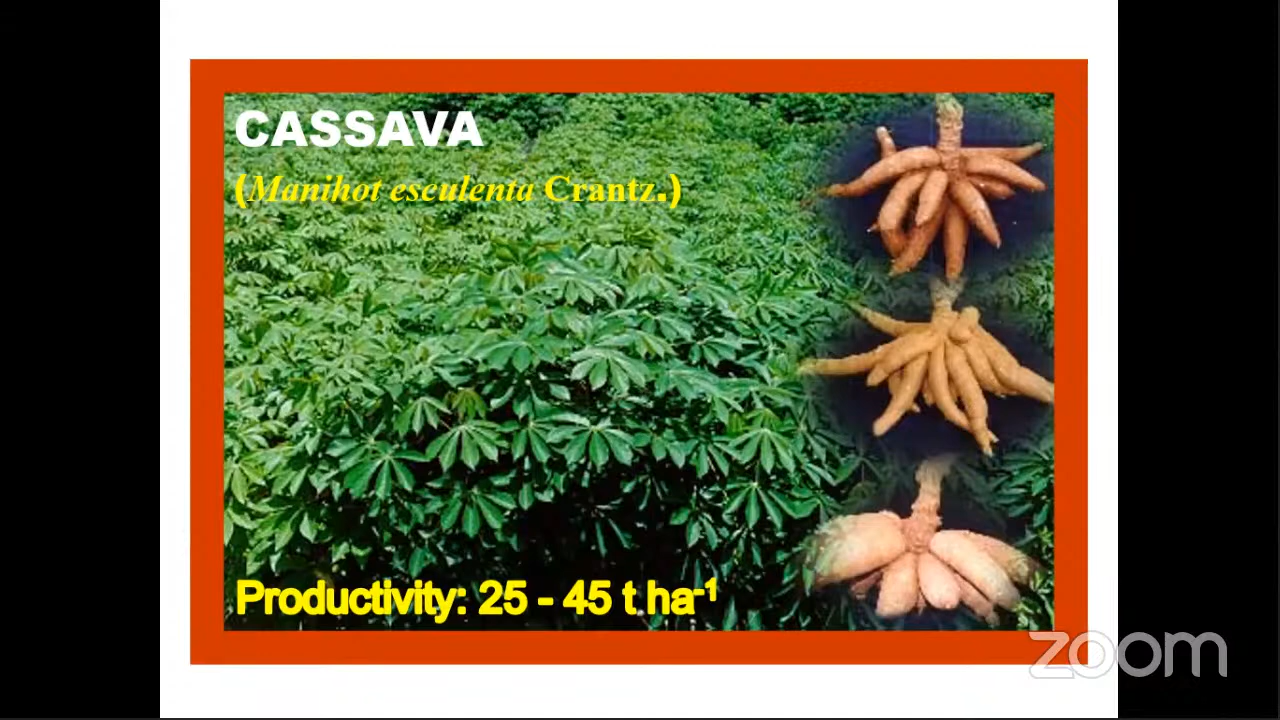 CASSAVA
(Manihot esculenta Crantz.)
Productivity: 25 - 45 t ha⁻¹
zoom